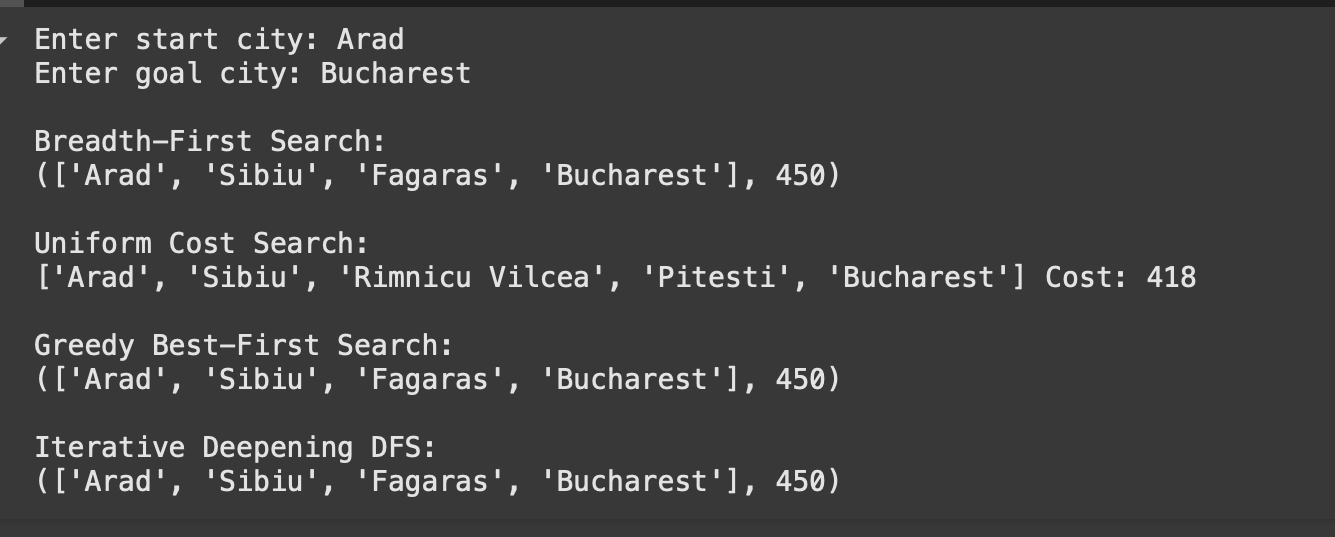 Enter start city: Arad
Enter goal city: Bucharest
Breadth-First Search:
(['Arad', 'Sibiu', 'Fagaras', 'Bucharest'], 450)
Uniform Cost Search:
['Arad', 'Sibiu', 'Rimnicu Vilcea', 'Pitesti', 'Bucharest'] Cost: 418
Greedy Best-First Search:
(['Arad', 'Sibiu', 'Fagaras', 'Bucharest'], 450)
Iterative Deepening DFS:
(['Arad', 'Sibiu', 'Fagaras', 'Bucharest'], 450)